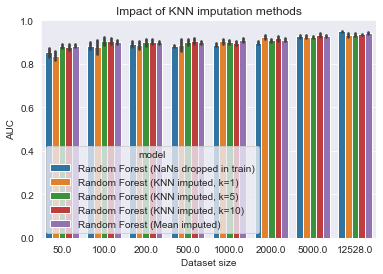 Impact of KNN imputation methods
1.0
0.8
0.6
0.4
0.2
0.0
AUC
model
Random Forest (NaNs dropped in train)
Random Forest (KNN imputed, k=1)
Random Forest (KNN imputed, k=5)
Random Forest (KNN imputed, k=10)
Random Forest (Mean imputed)
50.0 100.0 200.0 500.0 1000.0 2000.0 5000.0 12528.0
Dataset size